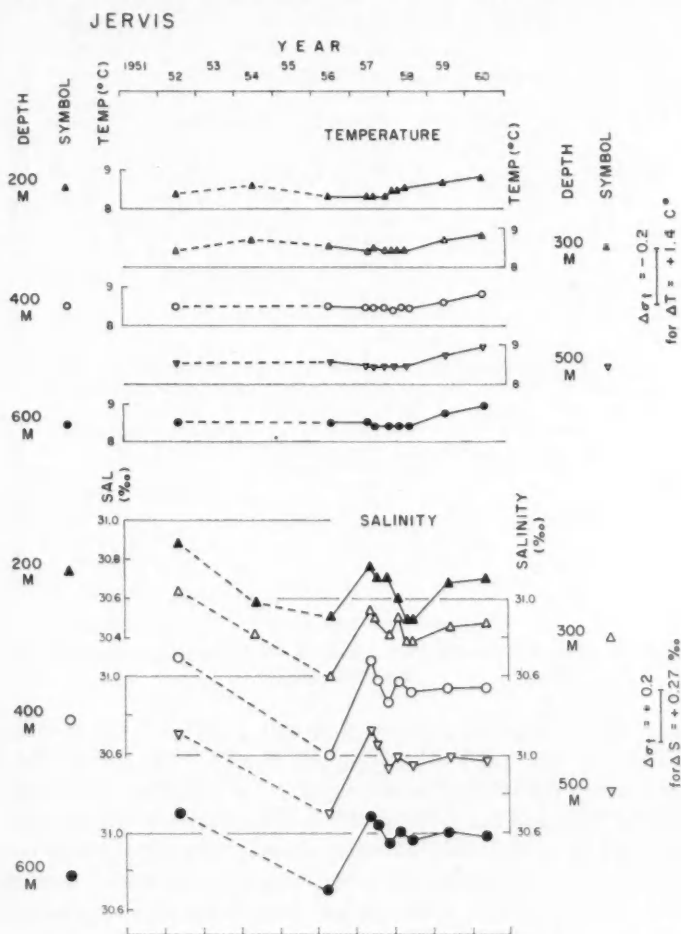 JERVIS
YEAR
1951 52 53 54 55 56 57 58 59 60
DEPTH
SYMBOL
TEMP (°C)
TEMPERATURE
TEMP (°C)
DEPTH
SYMBOL
200 M
9
8
9
8
300 M
400 M
9
8
9
8
500 M
600 M
9
8
Δσt = -0.2
for ΔT = +1.4 C°
SAL (‰)
SALINITY
SALINITY (‰)
31.0
200 M
30.8
30.6
31.0
30.4
300 M
31.0
30.6
400 M
30.6
31.0
500 M
31.0
30.6
600 M
30.6
Δσt = +0.2
for ΔS = +0.27 ‰